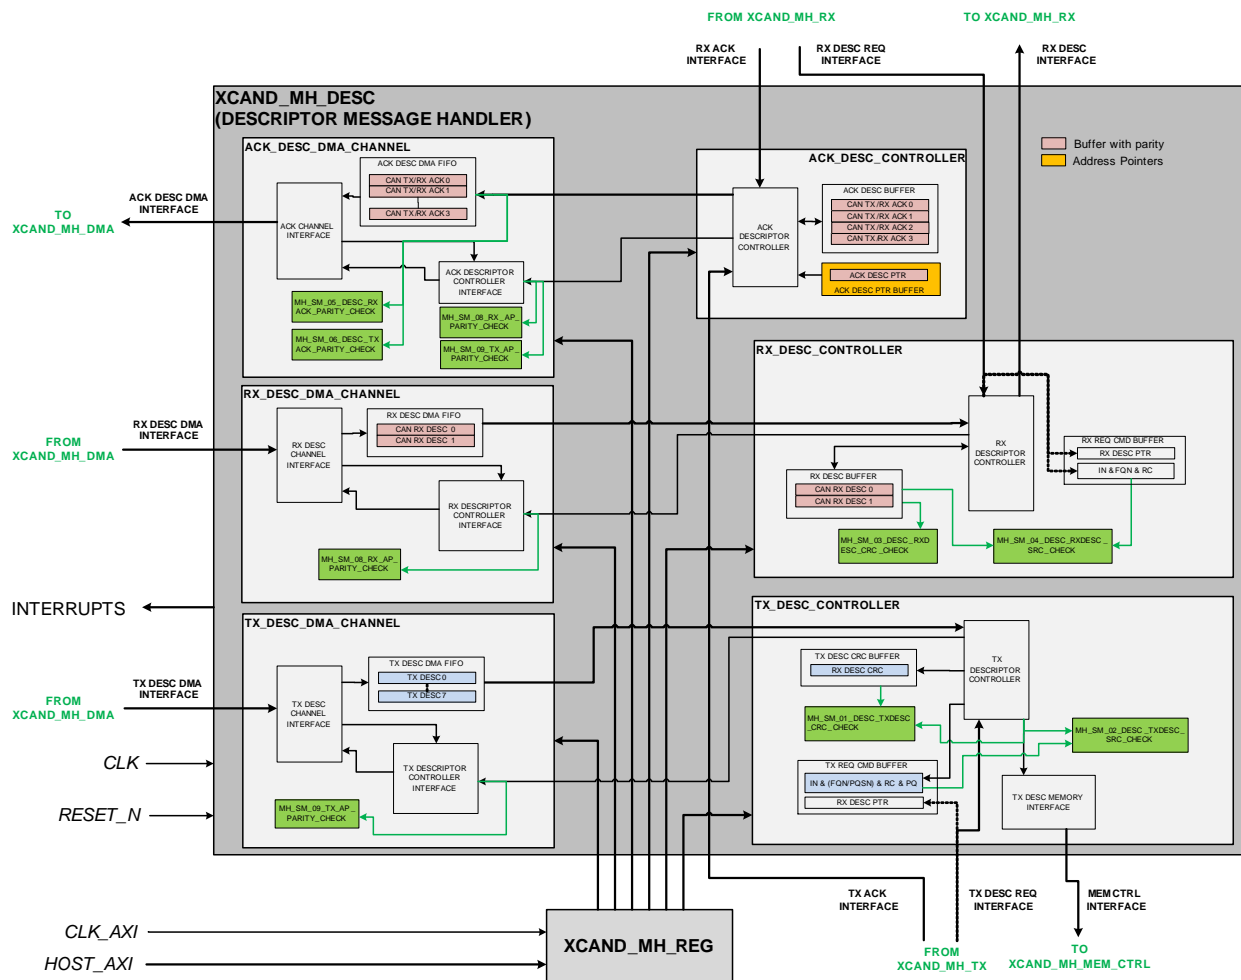 FROM XCAND_MH_RX
TO XCAND_MH_RX
RX ACK
INTERFACE
RX DESC REQ
INTERFACE
RX DESC
INTERFACE
XCAND_MH_DESC
(DESCRIPTOR MESSAGE HANDLER)
Buffer with parity
Address Pointers
ACK_DESC_DMA_CHANNEL
ACK DESC DMA FIFO
CAN TX/RX ACK 0
CAN TX/RX ACK 1
CAN TX/RX ACK 3
ACK CHANNEL
INTERFACE
ACK DESCRIPTOR
CONTROLLER
INTERFACE
MH_SM_05_DESC_RX
ACK_PARITY_CHECK
MH_SM_06_DESC_TX
ACK_PARITY_CHECK
MH_SM_08_RX_AP_
PARITY_CHECK
MH_SM_09_TX_AP_
PARITY_CHECK
ACK DESC DMA
INTERFACE
TO
XCAND_MH_DMA
ACK_DESC_CONTROLLER
ACK
DESCRIPTOR
CONTROLLER
ACK DESC BUFFER
CAN TX/RX ACK 0
CAN TX/RX ACK 1
CAN TX/RX ACK 2
CAN TX/RX ACK 3
ACK DESC PTR
ACK DESC PTR BUFFER
RX_DESC_DMA_CHANNEL
RX DESC DMA FIFO
CAN RX DESC 0
CAN RX DESC 1
RX DESC
CHANNEL
INTERFACE
RX DESCRIPTOR
CONTROLLER
INTERFACE
MH_SM_08_RX_AP_
PARITY_CHECK
RX DESC DMA
INTERFACE
FROM
XCAND_MH_DMA
RX_DESC_CONTROLLER
RX
DESCRIPTOR
CONTROLLER
RX REQ CMD BUFFER
RX DESC PTR
IN & FQN & RC
RX DESC BUFFER
CAN RX DESC 0
CAN RX DESC 1
MH_SM_03_DESC_RXD
ESC_CRC_CHECK
MH_SM_04_DESC_RXDESC_
SRC_CHECK
INTERRUPTS
TX_DESC_DMA_CHANNEL
TX DESC DMA FIFO
TX DESC 0
TX DESC 7
TX DESC
CHANNEL
INTERFACE
TX DESCRIPTOR
CONTROLLER
INTERFACE
MH_SM_09_TX_AP_
PARITY_CHECK
TX DESC DMA
INTERFACE
FROM
XCAND_MH_DMA
CLK
RESET_N
TX_DESC_CONTROLLER
TX
DESCRIPTOR
CONTROLLER
TX DESC CRC BUFFER
RX DESC CRC
MH_SM_01_DESC_TXDESC
_CRC_CHECK
MH_SM_02_DESC_TXDESC_
SRC_CHECK
TX REQ CMD BUFFER
IN & (FQN/PQSN) & RC & PQ
RX DESC PTR
TX DESC MEMORY
INTERFACE
TX ACK
INTERFACE
TX DESC REQ
INTERFACE
MEM CTRL
INTERFACE
CLK_AXI
HOST_AXI
XCAND_MH_REG
FROM
XCAND_MH_TX
TO
XCAND_MH_MEM_CTRL